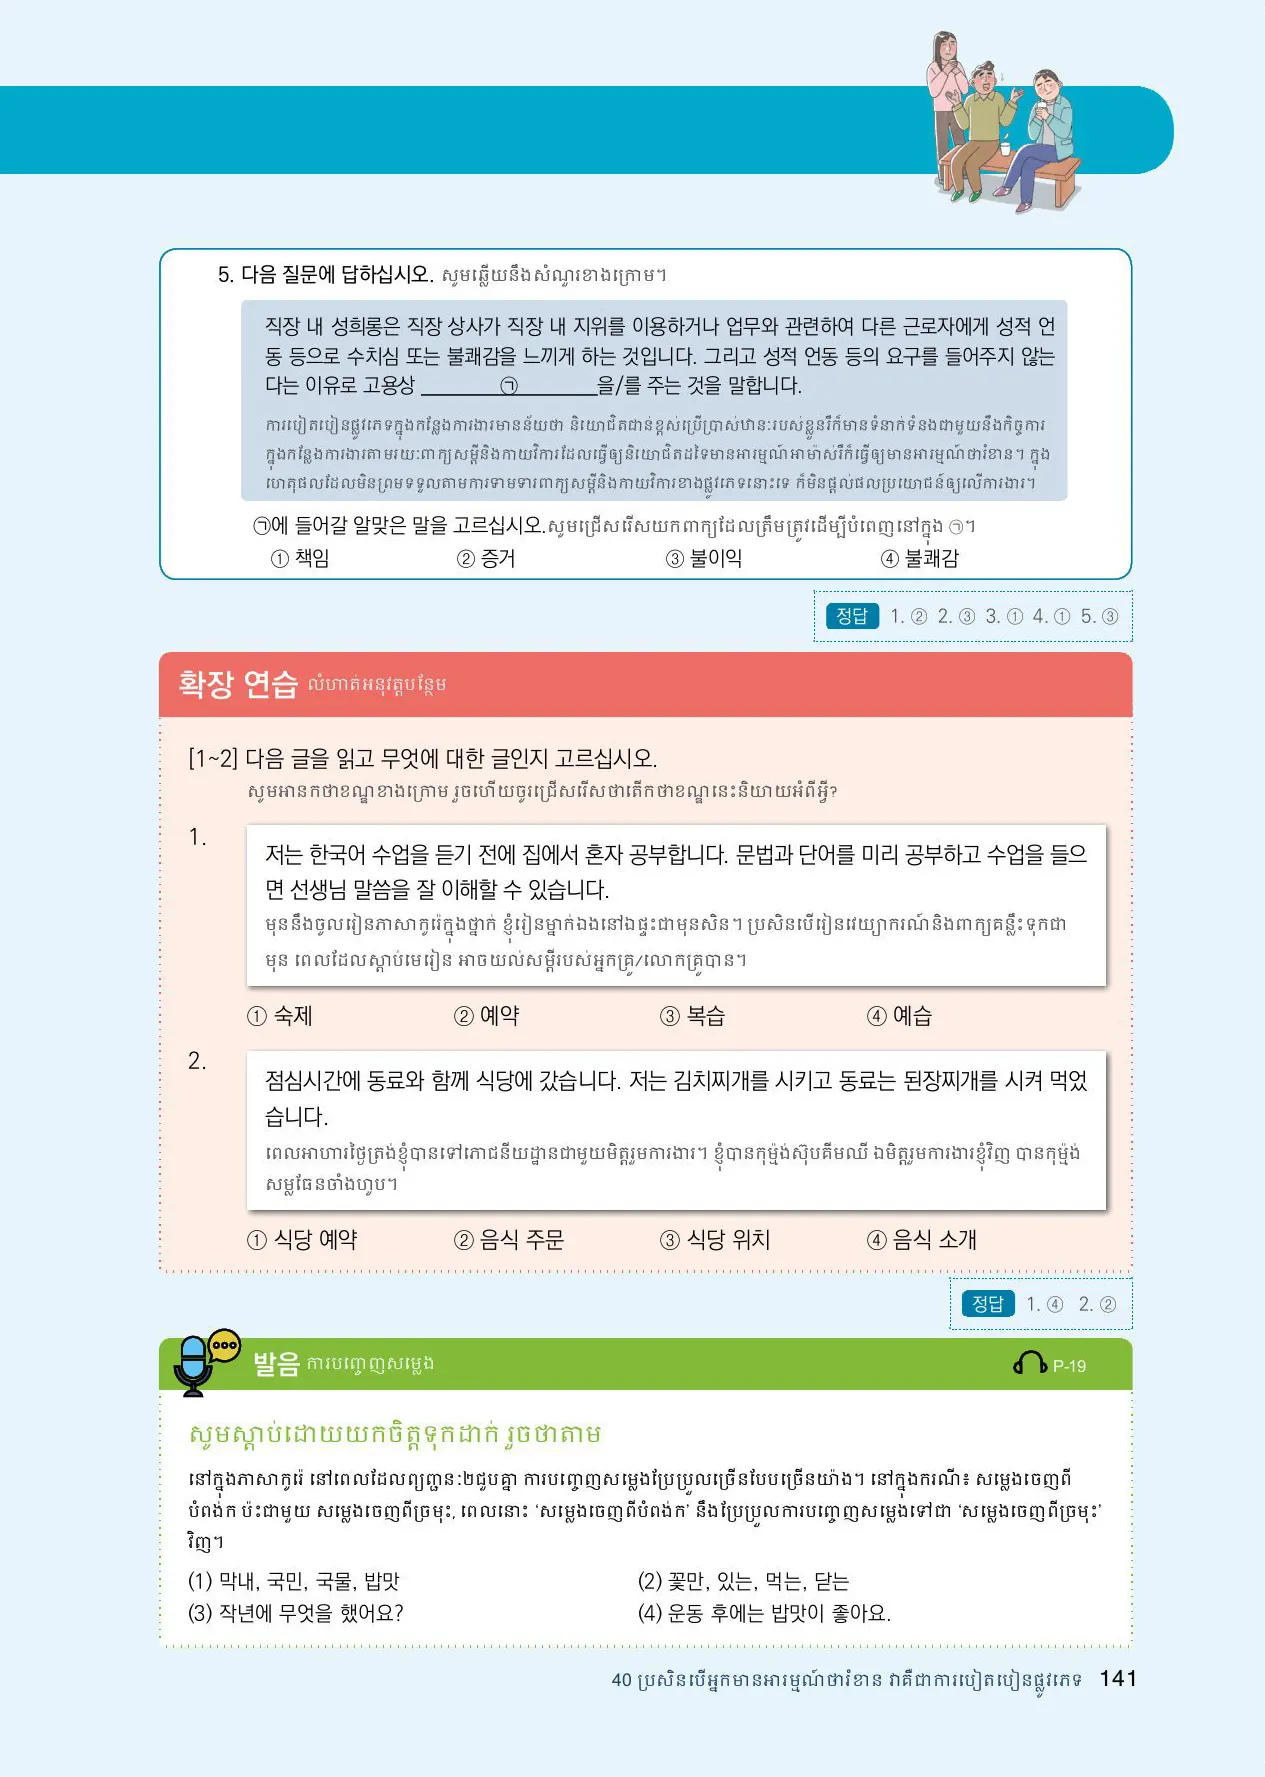 5. 다음 질문에 답하십시오. សូមឆ្លើយនឹងសំណួរខាងក្រោម។
직장 내 성희롱은 직장 상사가 직장 내 지위를 이용하거나 업무와 관련하여 다른 근로자에게 성적 언
동 등으로 수치심 또는 불쾌감을 느끼게 하는 것입니다. 그리고 성적 언동 등의 요구를 들어주지 않는
다는 이유로 고용상 ㉠ 을/를 주는 것을 말합니다.
ការបៀតបៀនផ្លូវភេទក្នុងកន្លែងការងារមានន័យថា និយោជិតជាន់ខ្ពស់ប្រើប្រាស់ឋានៈរបស់ខ្លួនរឺក៏មានទំនាក់ទំនងជាមួយនឹងកិច្ចការ
ក្នុងកន្លែងការងារតាមរយៈពាក្យសម្តីនិងកាយវិការដែលធ្វើឲ្យនិយោជិតដទៃមានអារម្មណ៍អាម៉ាស់រឺក៏ធ្វើឲ្យមានអារម្មណ៍ថារំខាន។ ក្នុង
ហេតុផលដែលមិនព្រមទទួលតាមការទាមទារពាក្យសម្តីនិងកាយវិការខាងផ្លូវភេទនោះទេ ក៏មិនផ្តល់ផលប្រយោជន៍ឲ្យលើការងារ។
㉠에 들어갈 알맞은 말을 고르십시오.សូមជ្រើសរើសយកពាក្យដែលត្រឹមត្រូវដើម្បីបំពេញនៅក្នុង ㉠។
① 책임 ② 증거 ③ 불이익 ④ 불쾌감
정답 1. ② 2. ③ 3. ① 4. ① 5. ③
확장 연습 លំហាត់អនុវត្តបន្ថែម
[1~2] 다음 글을 읽고 무엇에 대한 글인지 고르십시오.
សូមអានកថាខណ្ឌខាងក្រោម រួចហើយចូរជ្រើសរើសថាតើកថាខណ្ឌនេះនិយាយអំពីអ្វី?
1.
저는 한국어 수업을 듣기 전에 집에서 혼자 공부합니다. 문법과 단어를 미리 공부하고 수업을 들으
면 선생님 말씀을 잘 이해할 수 있습니다.
មុននឹងចូលរៀនភាសាកូរ៉េក្នុងថ្នាក់ ខ្ញុំរៀនម្នាក់ឯងនៅឯផ្ទះជាមុនសិន។ ប្រសិនបើរៀនវេយ្យាករណ៍និងពាក្យគន្លឹះទុកជា
មុន ពេលដែលស្តាប់មេរៀន អាចយល់សម្តីរបស់អ្នកគ្រូ/លោកគ្រូបាន។
① 숙제 ② 예약 ③ 복습 ④ 예습
2.
점심시간에 동료와 함께 식당에 갔습니다. 저는 김치찌개를 시키고 동료는 된장찌개를 시켜 먹었
습니다.
ពេលអាហារថ្ងៃត្រង់ខ្ញុំបានទៅភោជនីយដ្ឋានជាមួយមិត្តរួមការងារ។ ខ្ញុំបានកុម្ម៉ង់ស៊ុបគីមឈី ឯមិត្តរួមការងារខ្ញុំវិញ បានកុម្ម៉ង់
សម្លធែនចាំងហូប។
① 식당 예약 ② 음식 주문 ③ 식당 위치 ④ 음식 소개
정답 1. ④ 2. ②
발음 ការបញ្ចេញសម្លេង P-19
សូមស្តាប់ដោយយកចិត្តទុកដាក់ រួចថាតាម
នៅក្នុងភាសាកូរ៉េ នៅពេលដែលព្យញ្ជនៈ២ជួបគ្នា ការបញ្ចេញសម្លេងប្រែប្រួលច្រើនបែបច្រើនយ៉ាង។ នៅក្នុងករណី៖ សម្លេងចេញពី
បំពង់ក ប៉ះជាមួយ សម្លេងចេញពីច្រមុះ, ពេលនោះ ‘សម្លេងចេញពីបំពង់ក’ នឹងប្រែប្រួលការបញ្ចេញសម្លេងទៅជា ‘សម្លេងចេញពីច្រមុះ’
វិញ។
(1) 막내, 국민, 국물, 밥맛 (2) 꽃만, 있는, 먹는, 닫는
(3) 작년에 무엇을 했어요? (4) 운동 후에는 밥맛이 좋아요.
40 ប្រសិនបើអ្នកមានអារម្មណ៍ថារំខាន វាគឺជាការបៀតបៀនផ្លូវភេទ 141